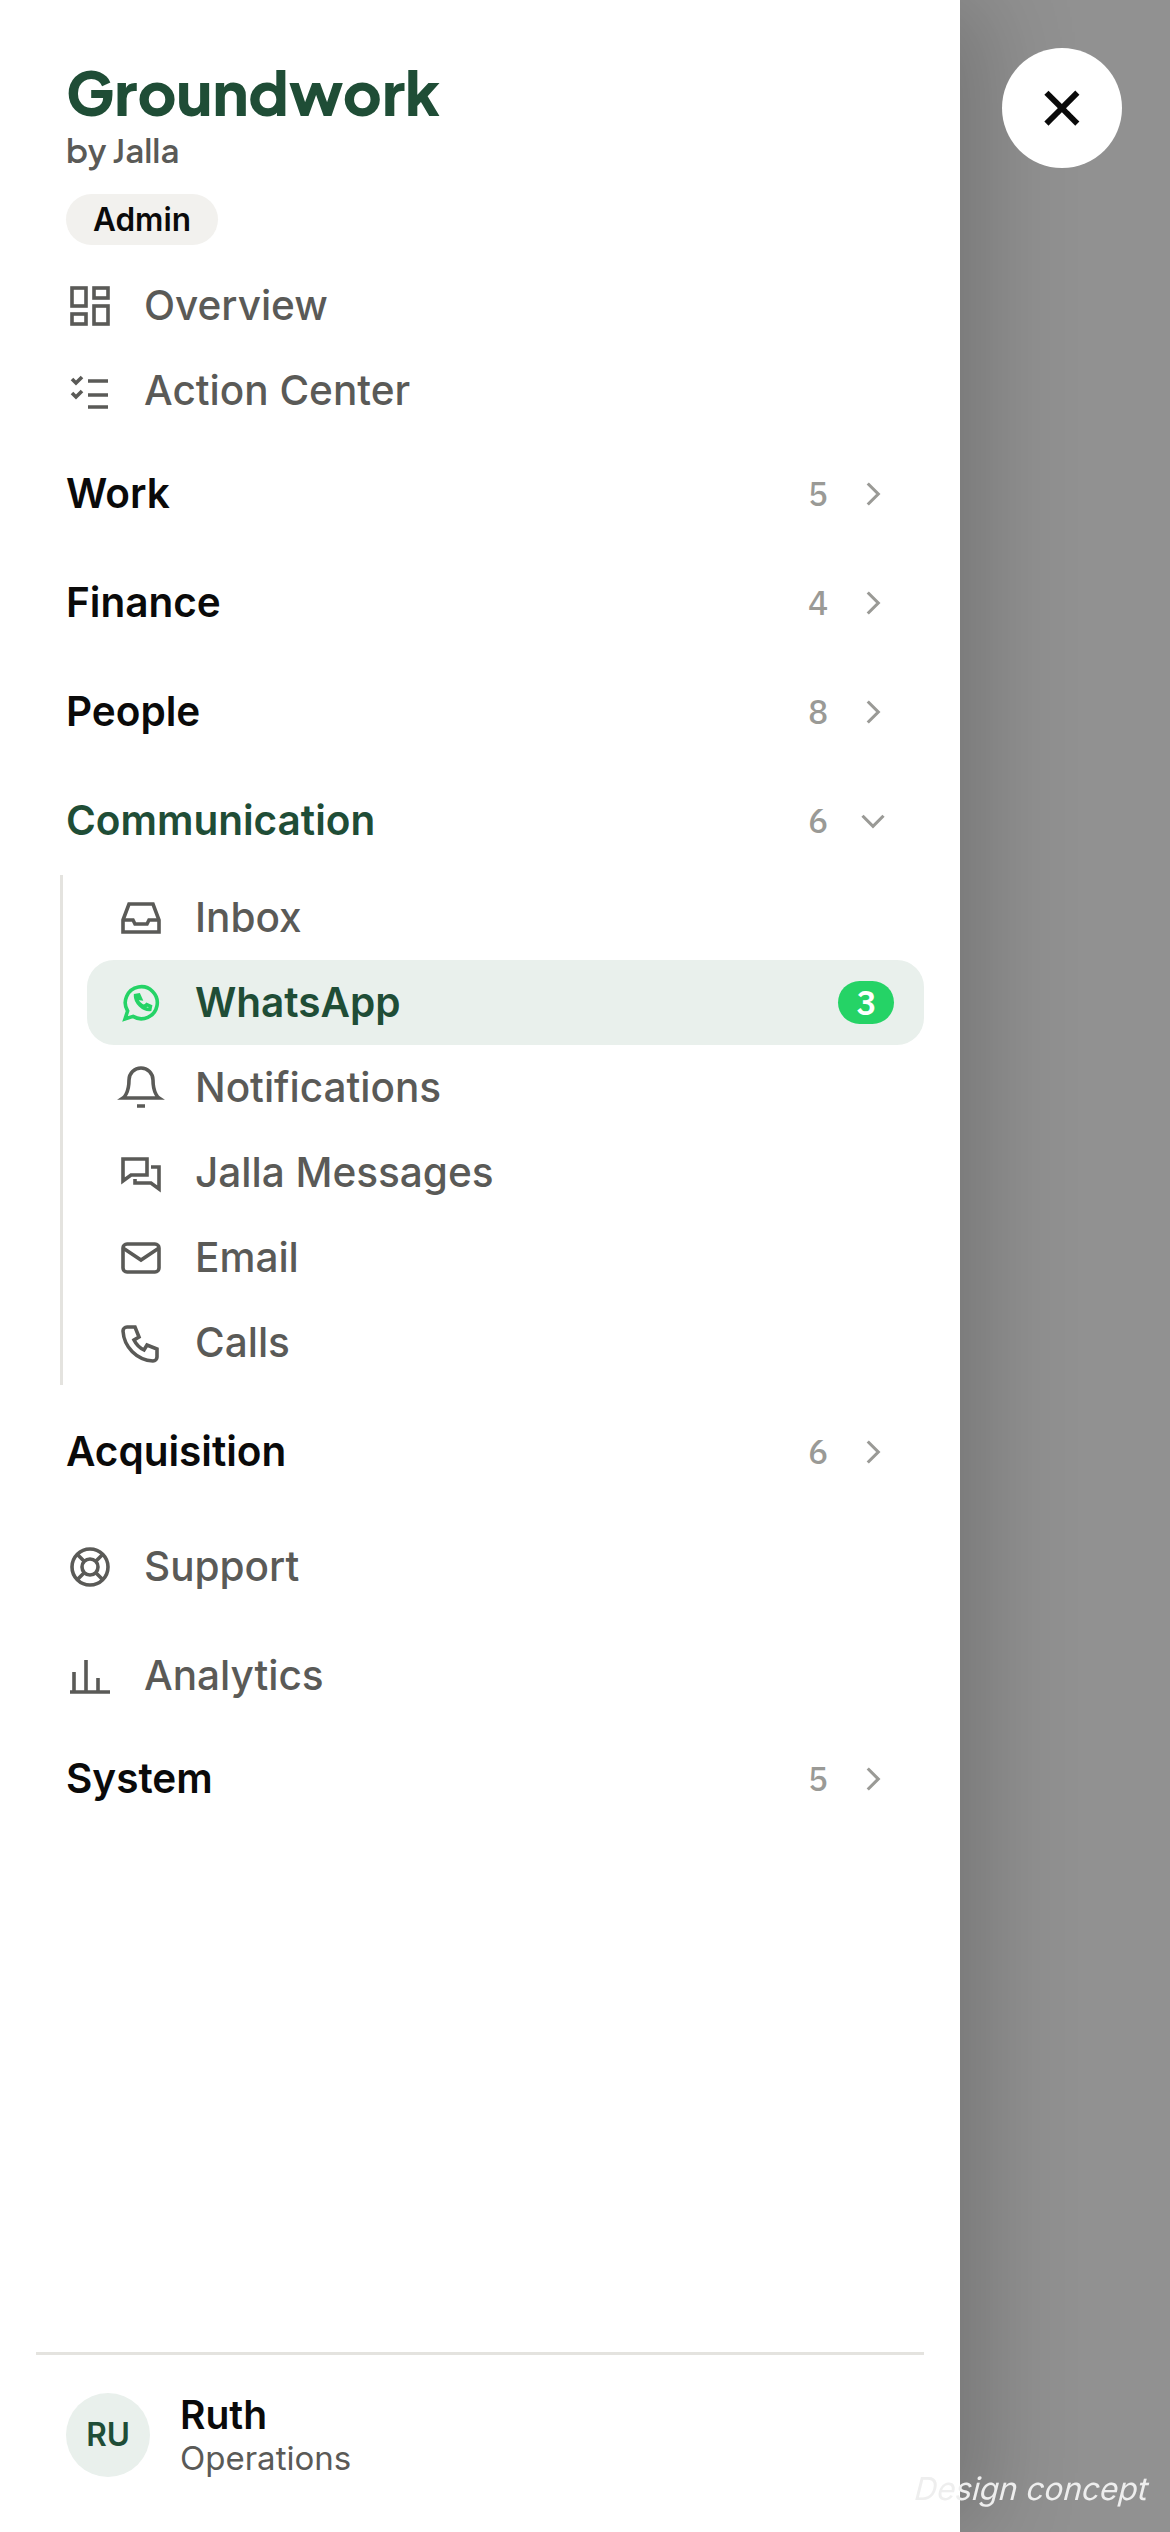 Groundwork
by Jalla
Admin
Overview
Action Center
Work 5
Finance 4
People 8
Communication 6
Inbox
WhatsApp 3
Notifications
Jalla Messages
Email
Calls
Acquisition 6
Support
Analytics
System 5
RU
Ruth
Operations
Design concept